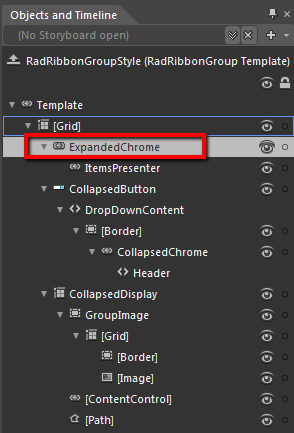 Objects and Timeline
(No Storyboard open)
RadRibbonGroupStyle (RadRibbonGroup Template)
Template
[Grid]
ExpandedChrome
ItemsPresenter
CollapsedButton
DropDownContent
[Border]
CollapsedChrome
Header
CollapsedDisplay
GroupImage
[Grid]
[Border]
[Image]
[ContentControl]
[Path]